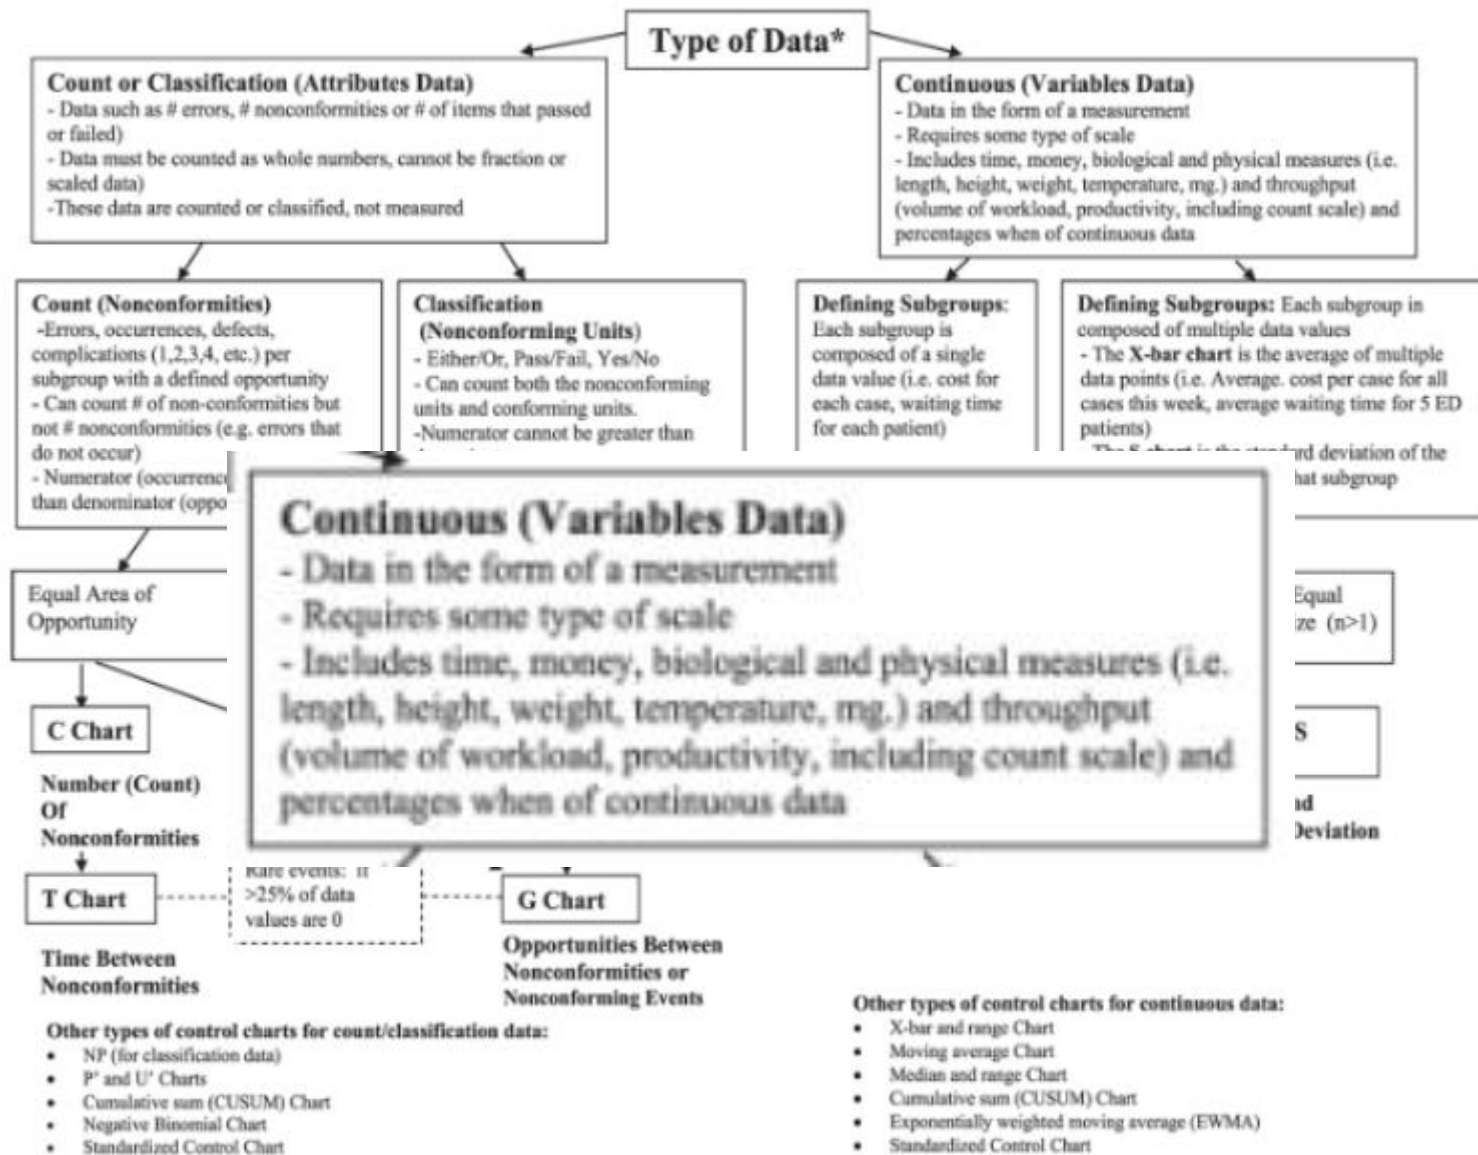 Type of Data*
Count or Classification (Attributes Data)
- Data such as # errors, # nonconformities or # of items that passed
or failed)
- Data must be counted as whole numbers, cannot be fraction or
scaled data)
-These data are counted or classified, not measured
Continuous (Variables Data)
- Data in the form of a measurement
- Requires some type of scale
- Includes time, money, biological and physical measures (i.e.
length, height, weight, temperature, mg.) and throughput
(volume of workload, productivity, including count scale) and
percentages when of continuous data
Count (Nonconformities)
-Errors, occurrences, defects,
complications (1,2,3,4, etc.) per
subgroup with a defined opportunity
- Can count # of non-conformities but
not # nonconformities (e.g. errors that
do not occur)
- Numerator (occurrenc
than denominator (oppo
Classification
(Nonconforming Units)
- Either/Or, Pass/Fail, Yes/No
- Can count both the nonconforming
units and conforming units.
-Numerator cannot be greater than
Defining Subgroups:
Each subgroup is
composed of a single
data value (i.e. cost for
each case, waiting time
for each patient)
Defining Subgroups: Each subgroup in
composed of multiple data values
- The X-bar chart is the average of multiple
data points (i.e. Average. cost per case for all
cases this week, average waiting time for 5 ED
patients)
- The S chart is the standard deviation of the
hat subgroup
Continuous (Variables Data)
- Data in the form of a measurement
- Requires some type of scale
- Includes time, money, biological and physical measures (i.e.
length, height, weight, temperature, mg.) and throughput
(volume of workload, productivity, including count scale) and
percentages when of continuous data
Equal Area of
Opportunity
Equal
ze (n>1)
C Chart
S
Number (Count)
Of
Nonconformities
nd
Deviation
T Chart
Rare events: If
>25% of data
values are 0
G Chart
Time Between
Nonconformities
Opportunities Between
Nonconformities or
Nonconforming Events
Other types of control charts for count/classification data:
• NP (for classification data)
• P' and U' Charts
• Cumulative sum (CUSUM) Chart
• Negative Binomial Chart
• Standardized Control Chart
Other types of control charts for continuous data:
• X-bar and range Chart
• Moving average Chart
• Median and range Chart
• Cumulative sum (CUSUM) Chart
• Exponentially weighted moving average (EWMA)
• Standardized Control Chart